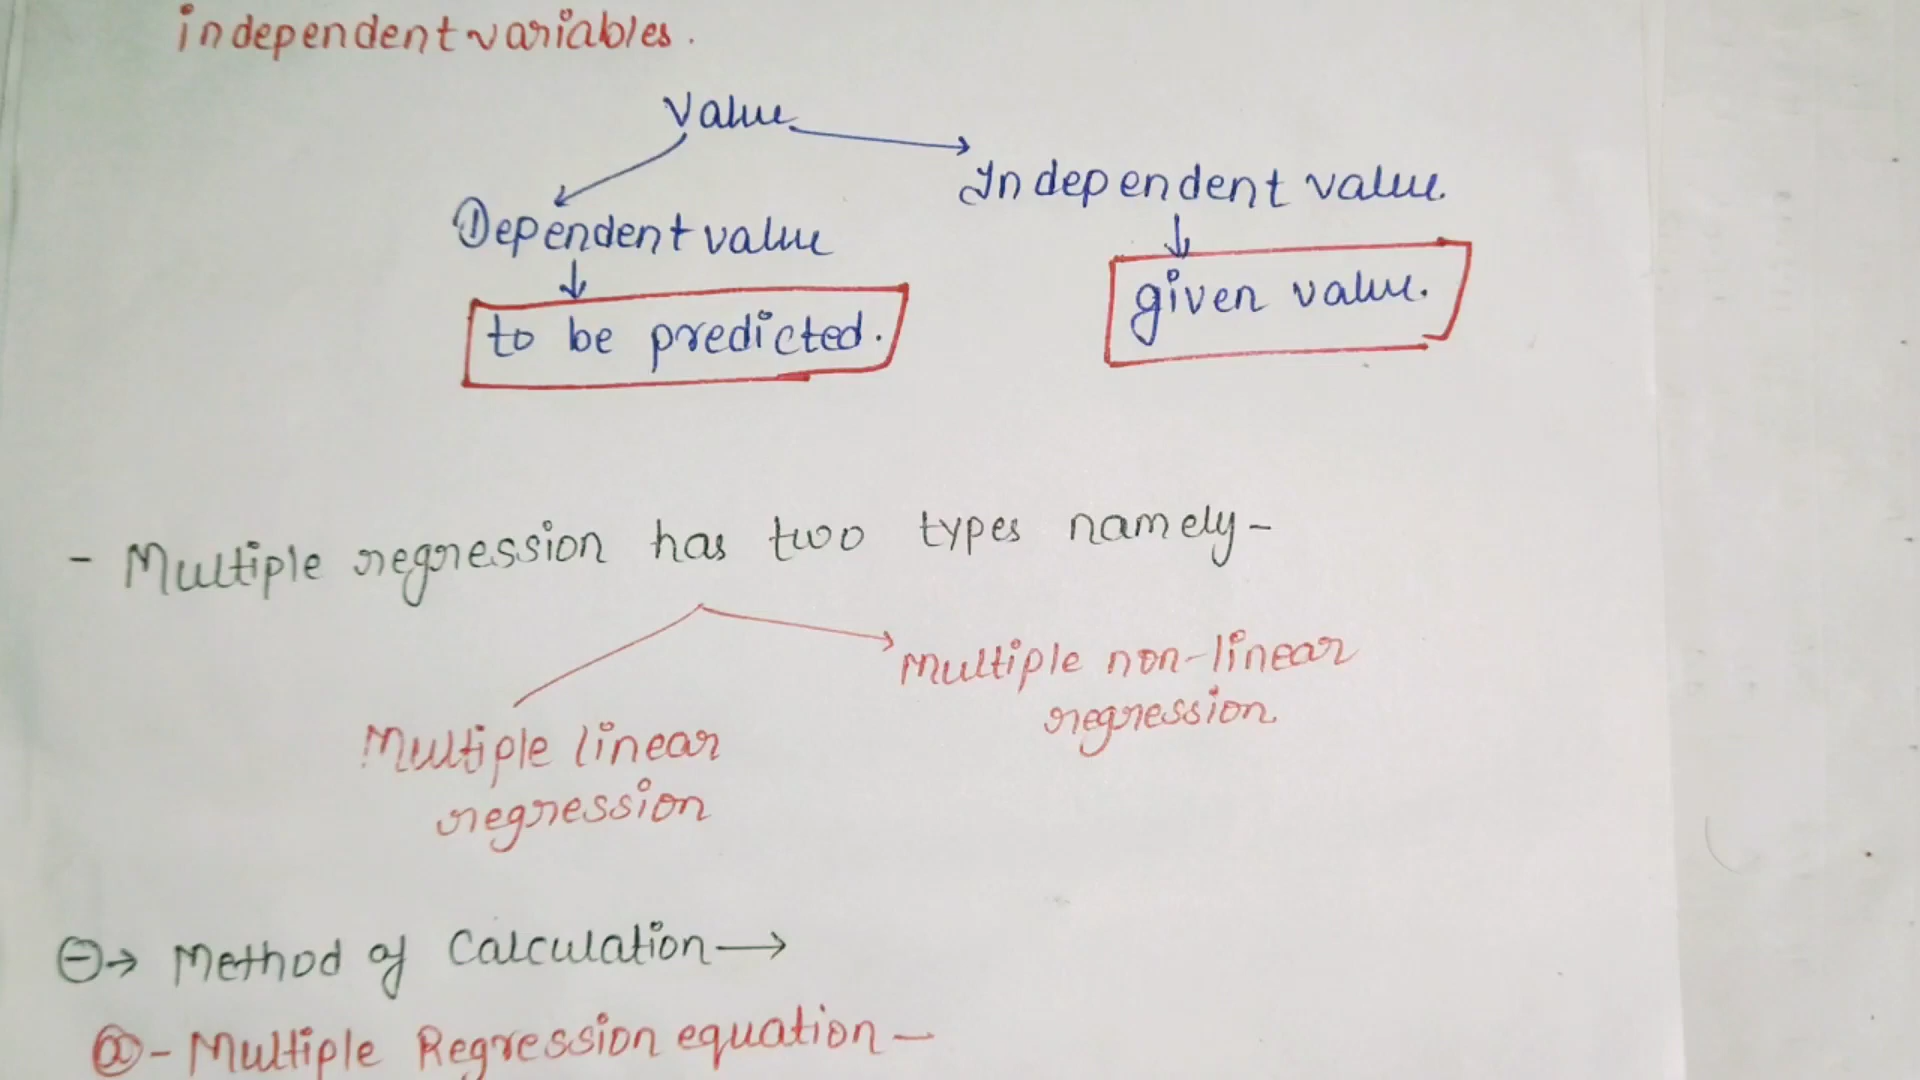 independent variables.
Value
Independent value.
Dependent value
given value.
to be predicted.
- Multiple regression has two types namely-
Multiple non-linear
regression.
Multiple linear
regression
Θ→ Method of Calculation →
ⓐ- Multiple Regression equation -